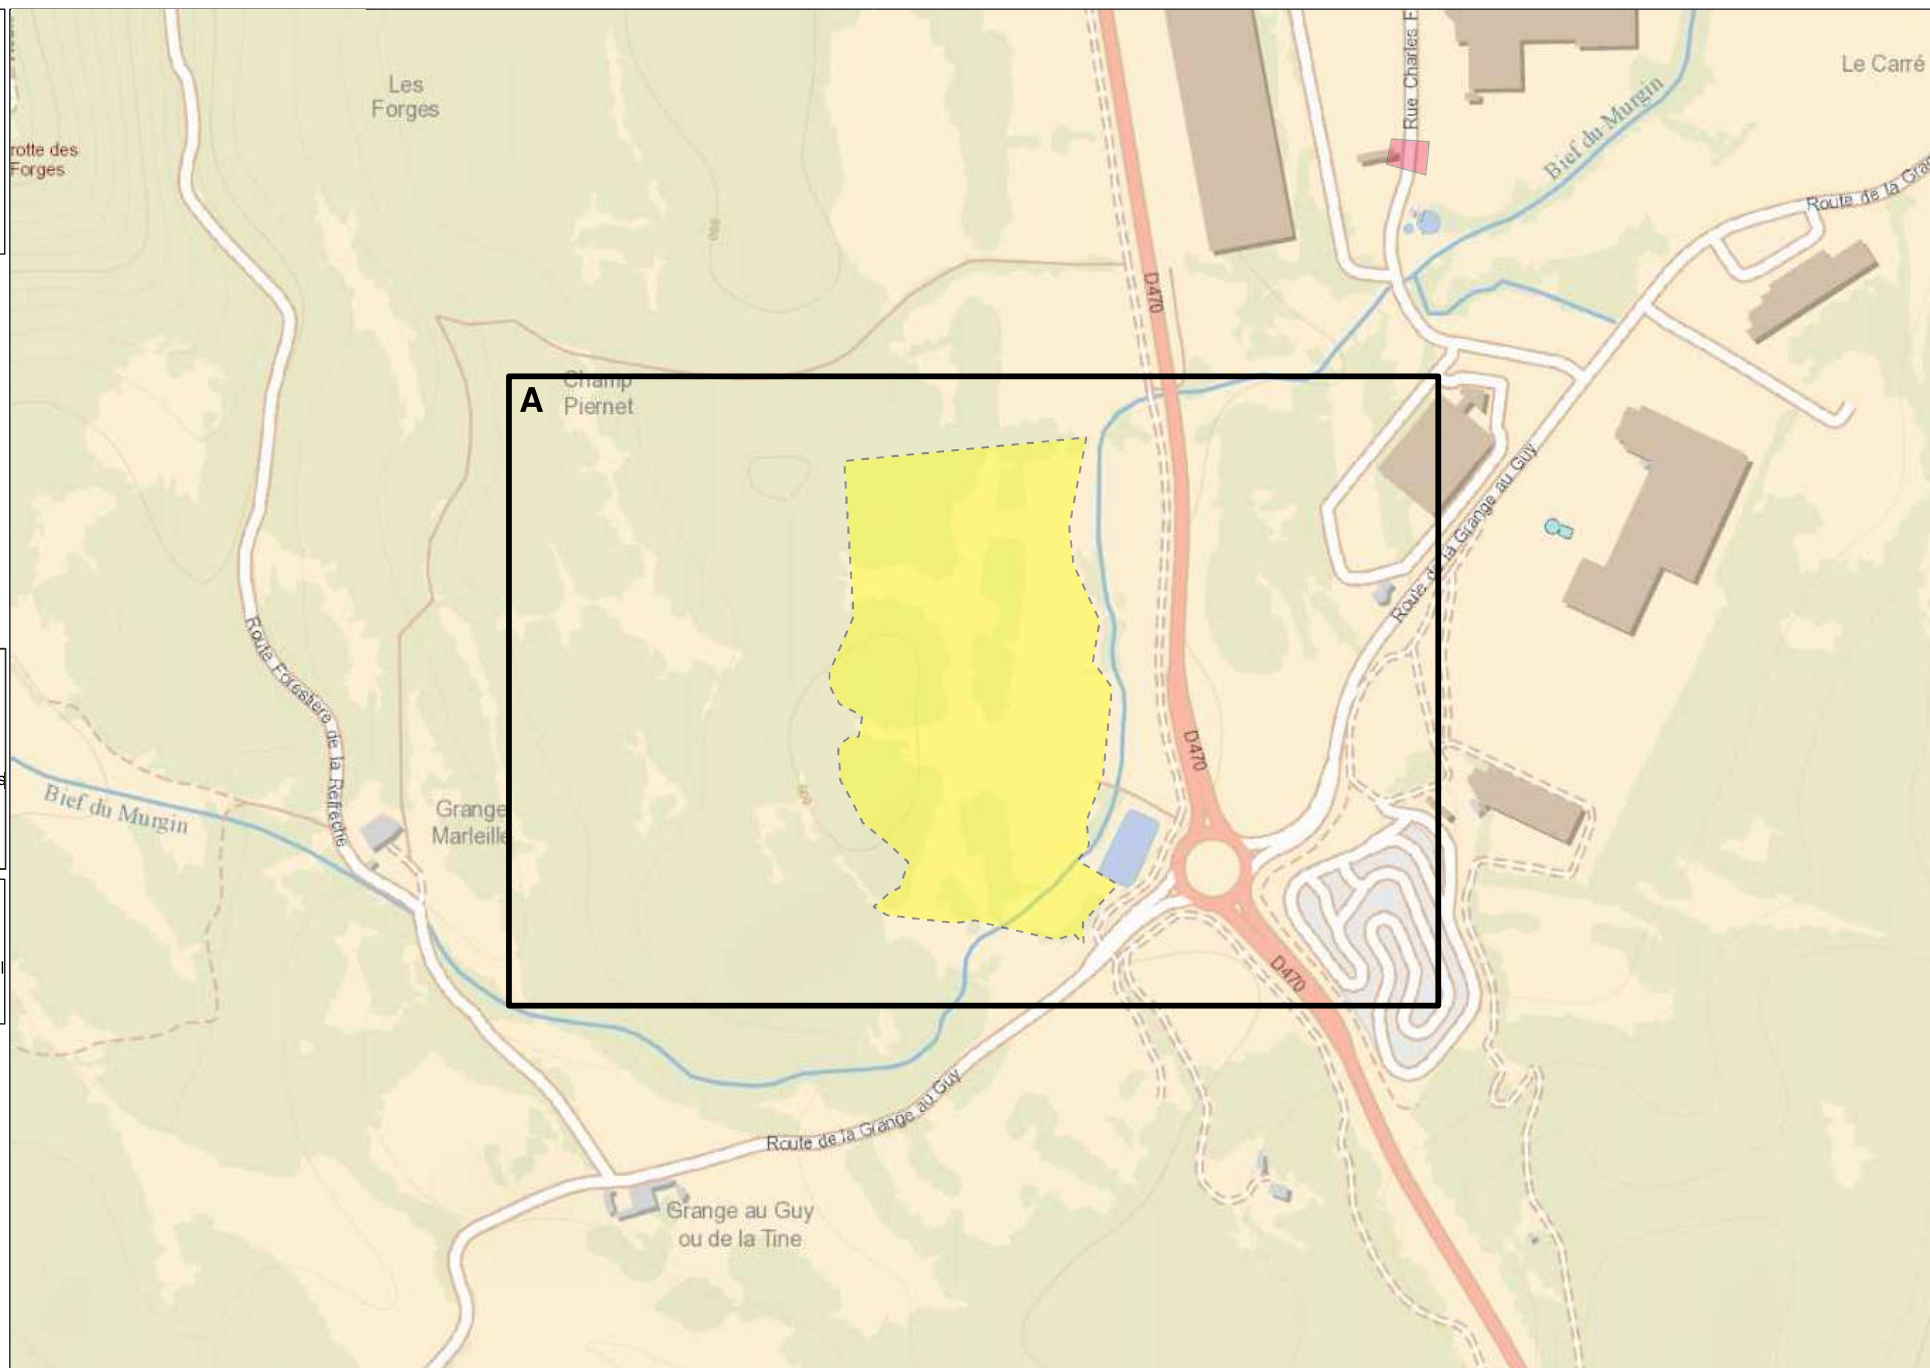 Les
Forges
Le Carré
Rue Charles
Bief du Murgin
rotte des
Forges
Route de la Gra
D470
Champ
Piernet
A
Route de la Grange au Guy
Route Forestière de la Refrèche
D470
Bief du Murgin
Grange
Marleille
609
D470
Route de la Grange au Guy
Grange au Guy
ou de la Tine